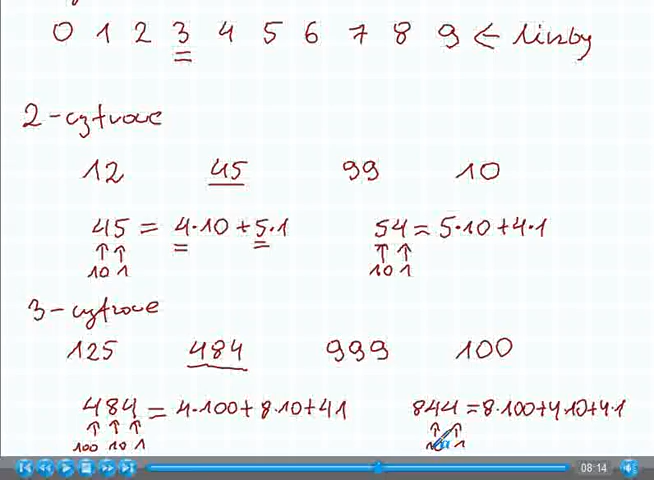 0 1 2 3 4 5 6 7 8 9 ← liczby
2-cyfrowe
12 45 99 10
45 = 4·10+5·1 54 = 5·10+4·1
↑ ↑ ↑ ↑
10 1 10 1
3-cyfrowe
125 484 999 100
484 = 4·100+8·10+4·1 844 = 8·100+4·10+4·1
↑ ↑ ↑ ↑ ↑
100 10 1 10 1
08:14